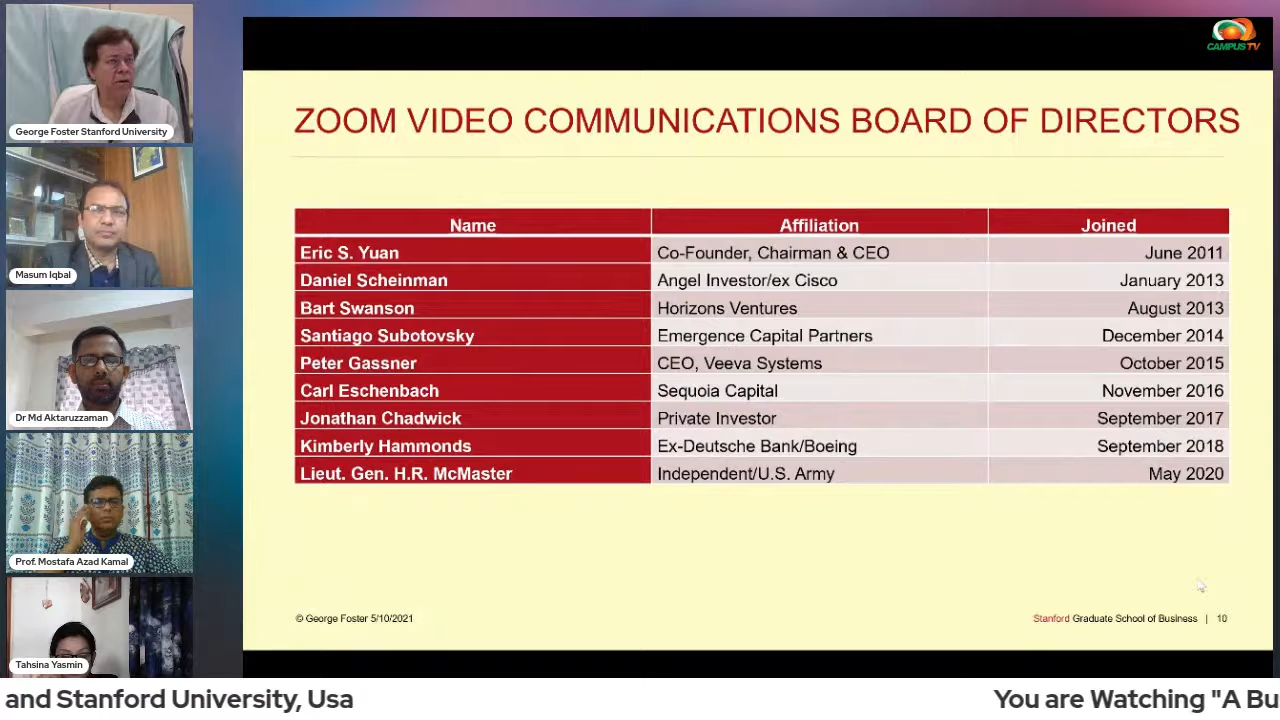 CAMPUS TV
George Foster Stanford University
Masum Iqbal
Dr Md Aktaruzzaman
Prof. Mostafa Azad Kamal
Tahsina Yasmin
ZOOM VIDEO COMMUNICATIONS BOARD OF DIRECTORS
Name Affiliation Joined
Eric S. Yuan Co-Founder, Chairman & CEO June 2011
Daniel Scheinman Angel Investor/ex Cisco January 2013
Bart Swanson Horizons Ventures August 2013
Santiago Subotovsky Emergence Capital Partners December 2014
Peter Gassner CEO, Veeva Systems October 2015
Carl Eschenbach Sequoia Capital November 2016
Jonathan Chadwick Private Investor September 2017
Kimberly Hammonds Ex-Deutsche Bank/Boeing September 2018
Lieut. Gen. H.R. McMaster Independent/U.S. Army May 2020
© George Foster 5/10/2021 Stanford Graduate School of Business | 10
and Stanford University, Usa You are Watching "A Bu